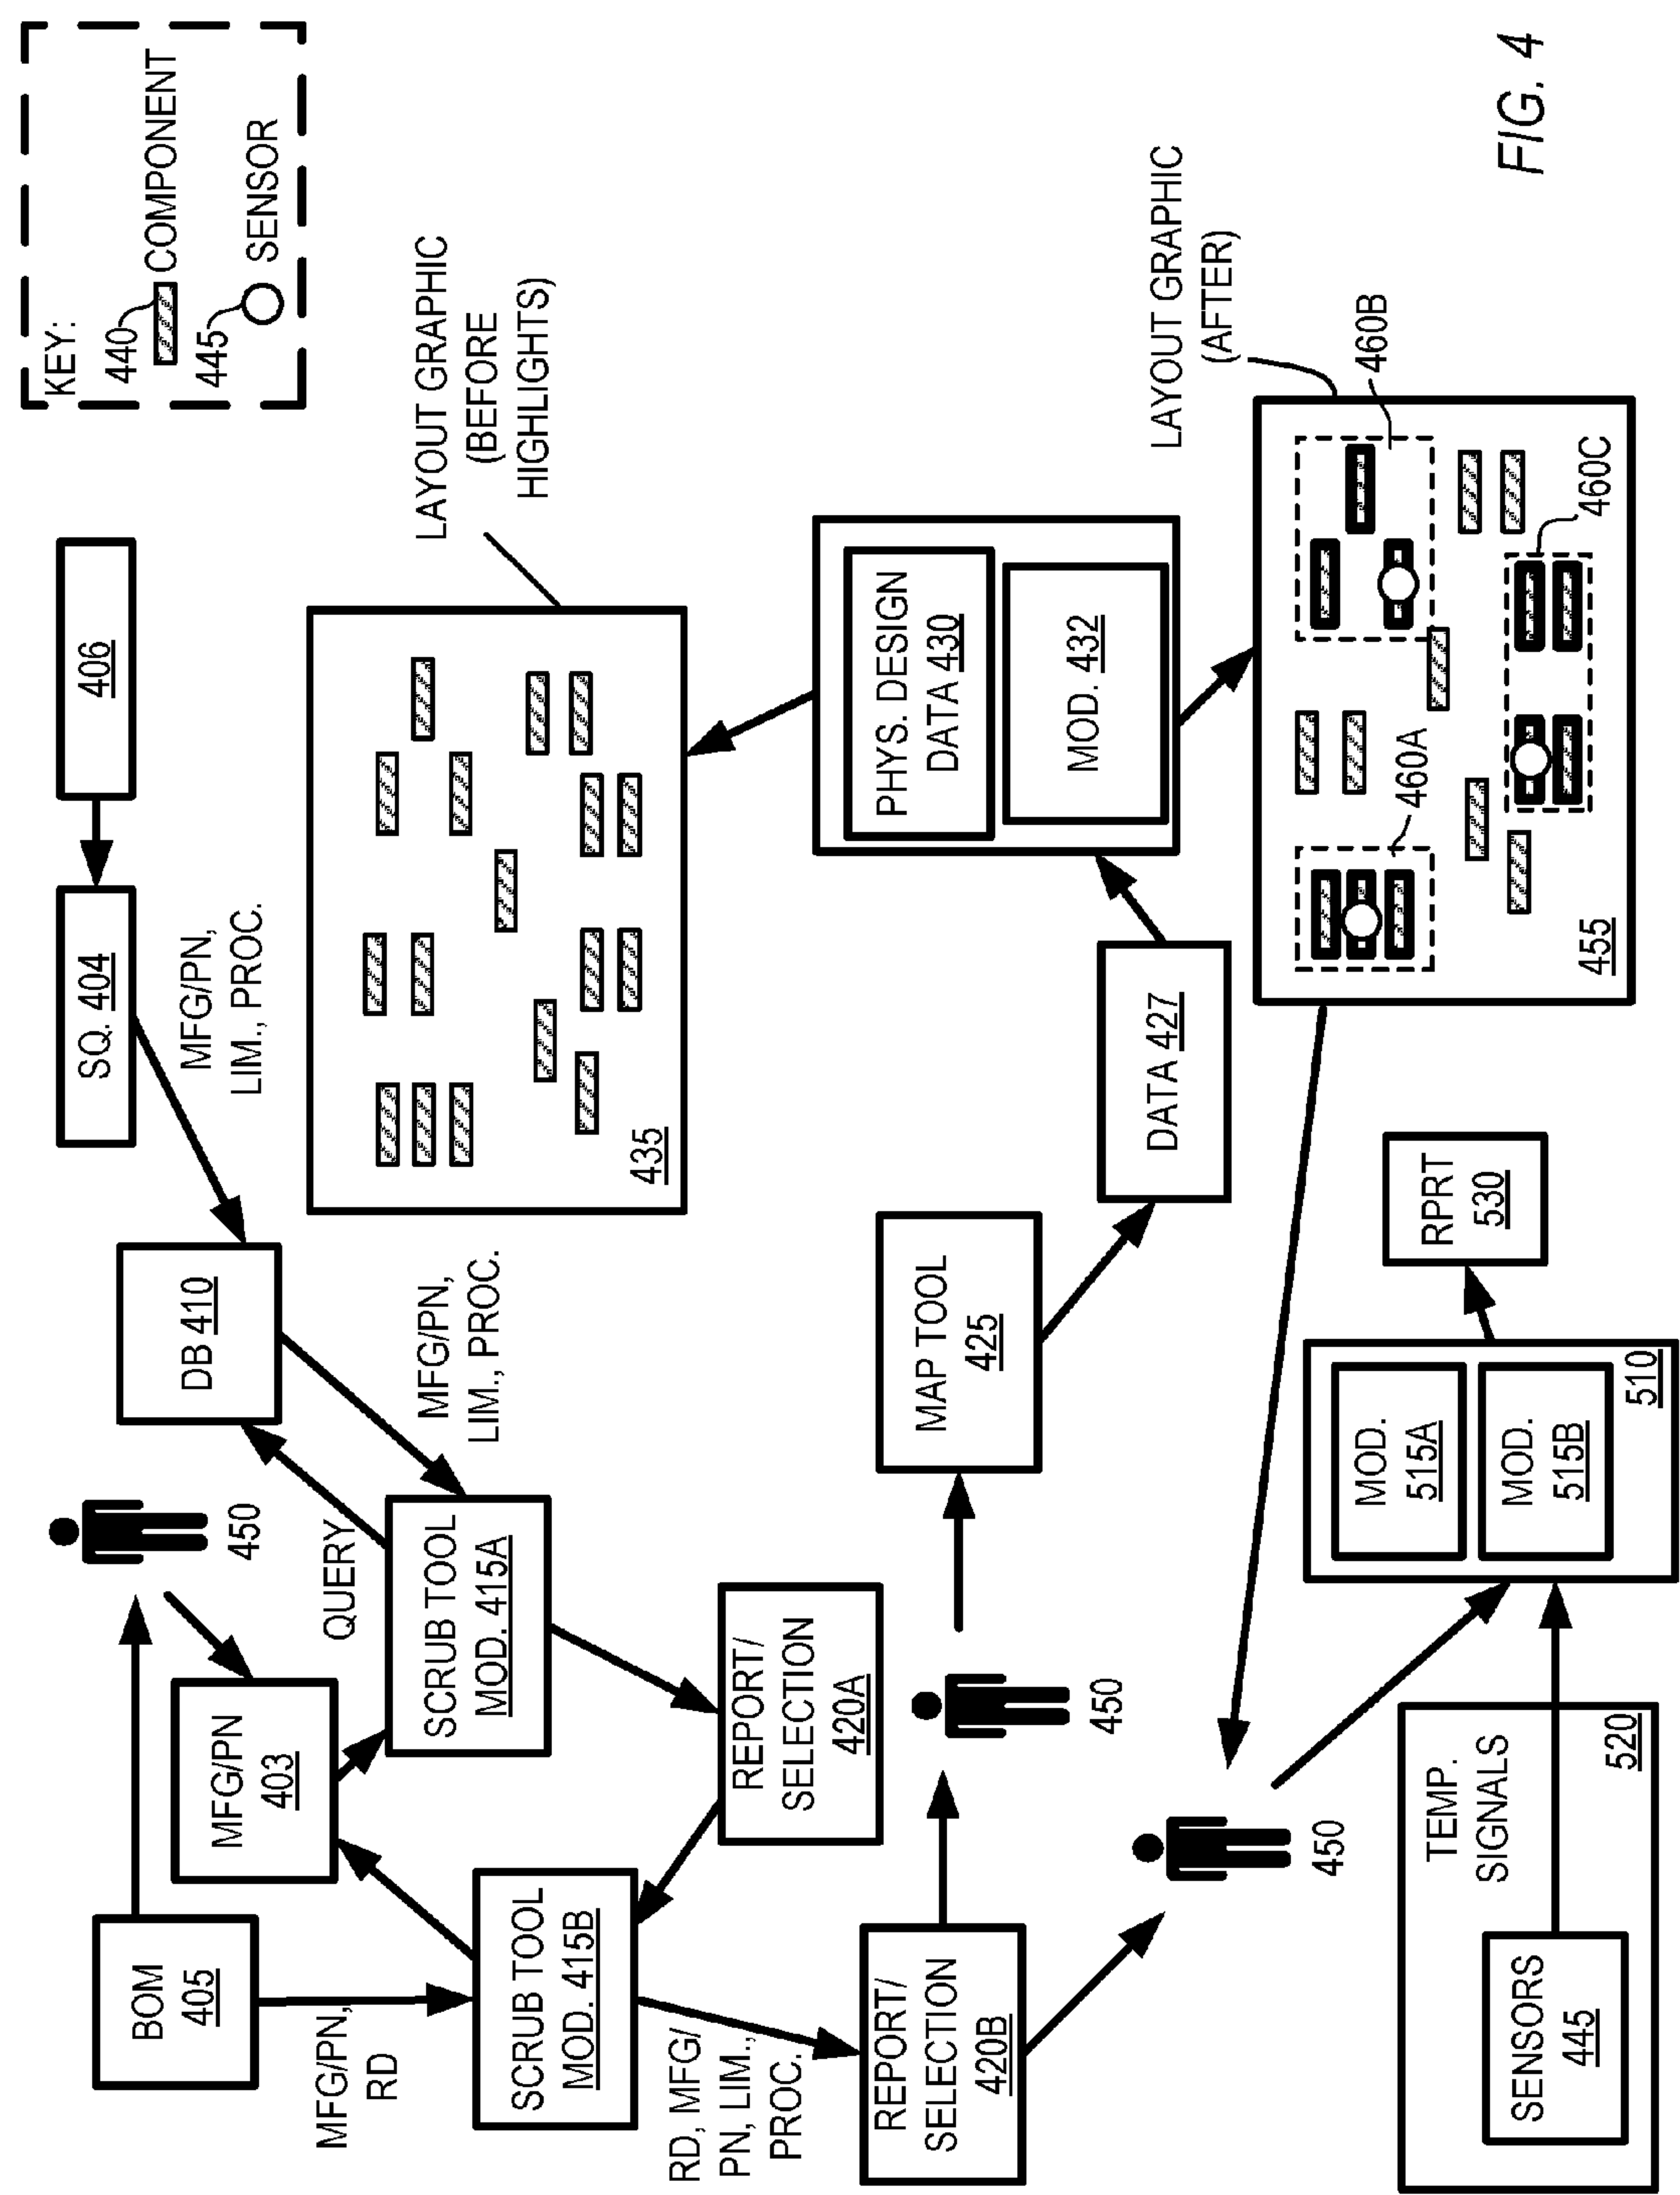 KEY:
440
COMPONENT
445
SENSOR
406
SQ. 404
MFG/PN,
LIM., PROC.
DB 410
450
BOM
405
MFG/PN
403
QUERY
MFG/PN,
LIM., PROC.
MFG/PN,
RD
SCRUB TOOL
MOD. 415A
SCRUB TOOL
MOD. 415B
LAYOUT GRAPHIC
(BEFORE
HIGHLIGHTS)
435
REPORT/
SELECTION
420A
RD, MFG/
PN, LIM.,
PROC.
REPORT/
SELECTION
420B
450
MAP TOOL
425
PHYS. DESIGN
DATA 430
MOD. 432
DATA 427
450
LAYOUT GRAPHIC
(AFTER)
460B
460A
460C
455
RPRT
530
MOD.
515A
MOD.
515B
510
TEMP.
SIGNALS
520
SENSORS
445
FIG. 4